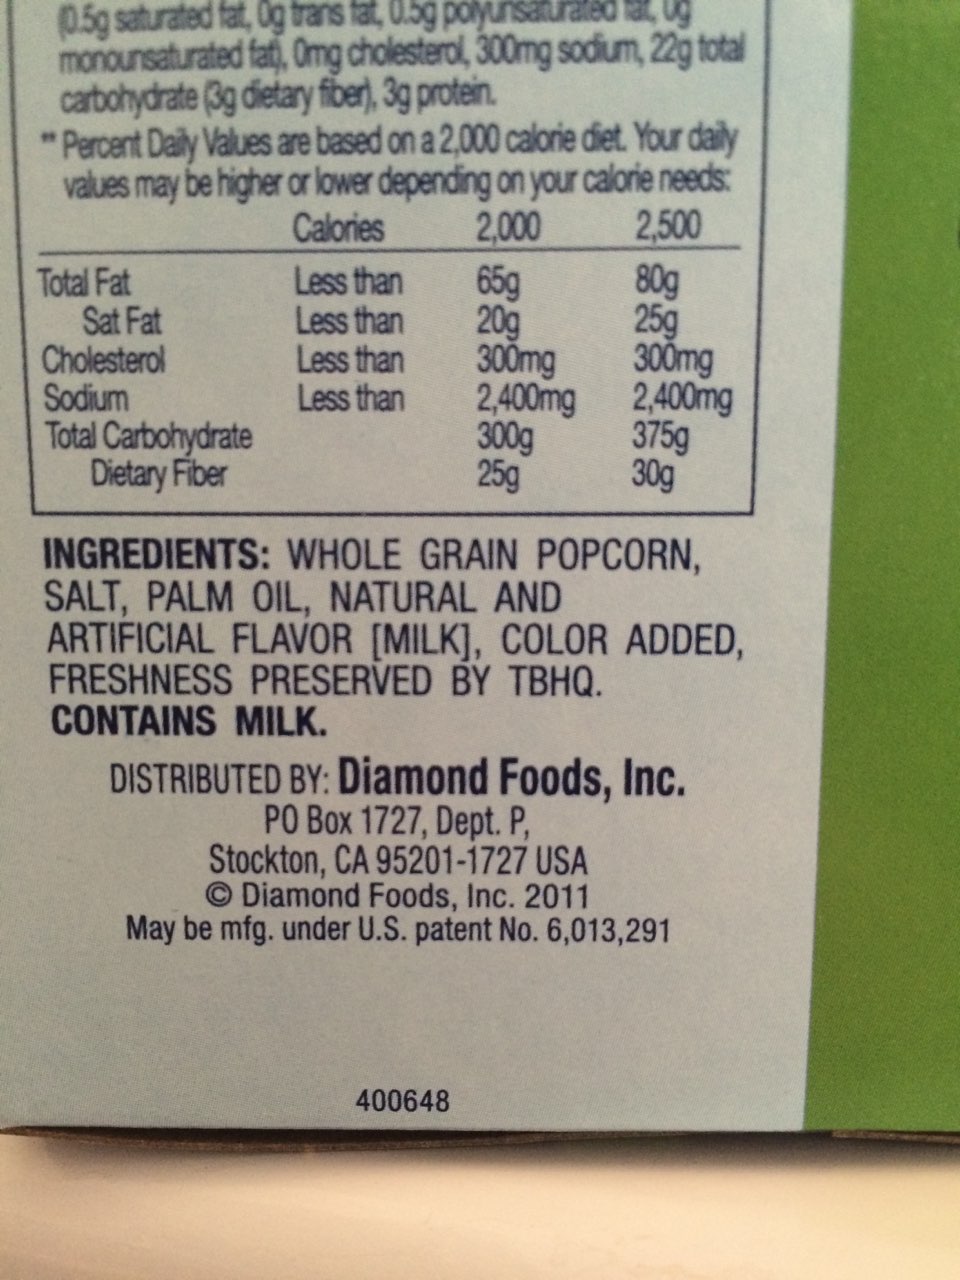 (0.5g saturated fat, 0g trans fat, 0.5g polyunsaturated fat, 0g
monounsaturated fat), 0mg cholesterol, 300mg sodium, 22g total
carbohydrate (3g dietary fiber), 3g protein.
** Percent Daily Values are based on a 2,000 calorie diet. Your daily
values may be higher or lower depending on your calorie needs:
Calories 2,000 2,500
Total Fat Less than 65g 80g
Sat Fat Less than 20g 25g
Cholesterol Less than 300mg 300mg
Sodium Less than 2,400mg 2,400mg
Total Carbohydrate 300g 375g
Dietary Fiber 25g 30g
INGREDIENTS: WHOLE GRAIN POPCORN,
SALT, PALM OIL, NATURAL AND
ARTIFICIAL FLAVOR [MILK], COLOR ADDED,
FRESHNESS PRESERVED BY TBHQ.
CONTAINS MILK.
DISTRIBUTED BY: Diamond Foods, Inc.
PO Box 1727, Dept. P,
Stockton, CA 95201-1727 USA
© Diamond Foods, Inc. 2011
May be mfg. under U.S. patent No. 6,013,291
400648